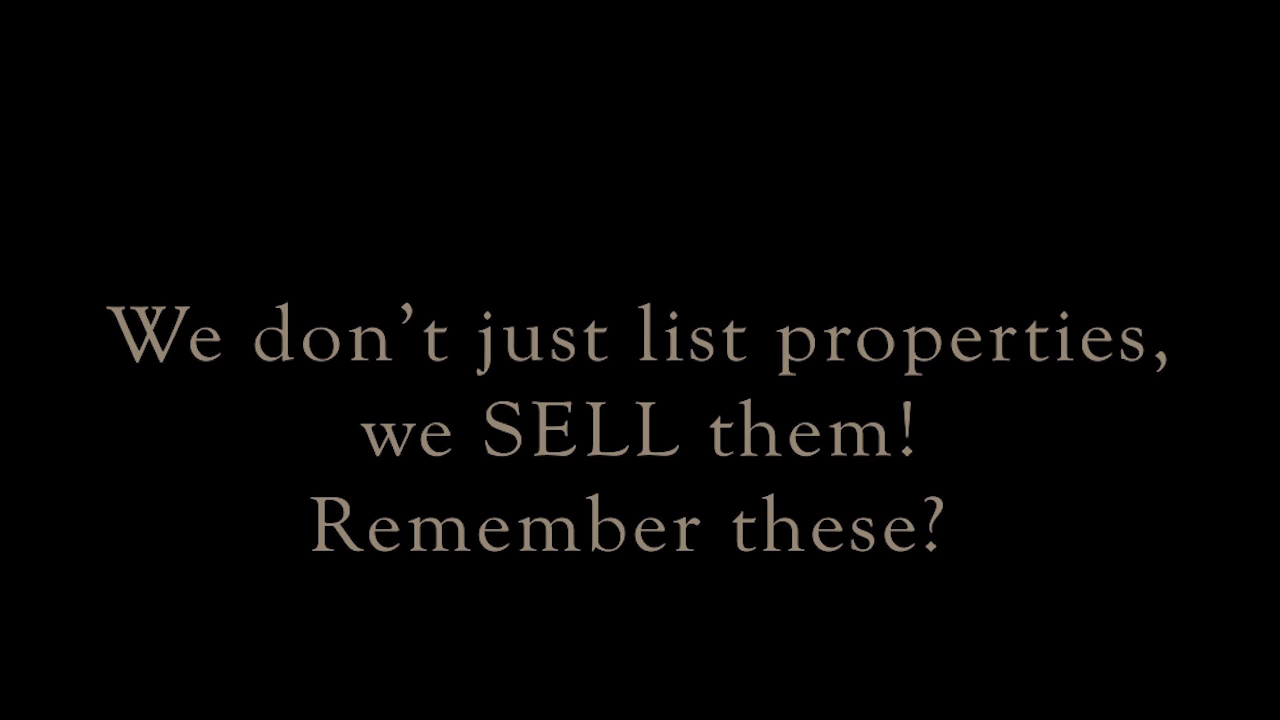 We don’t just list properties,
we SELL them!
Remember these?